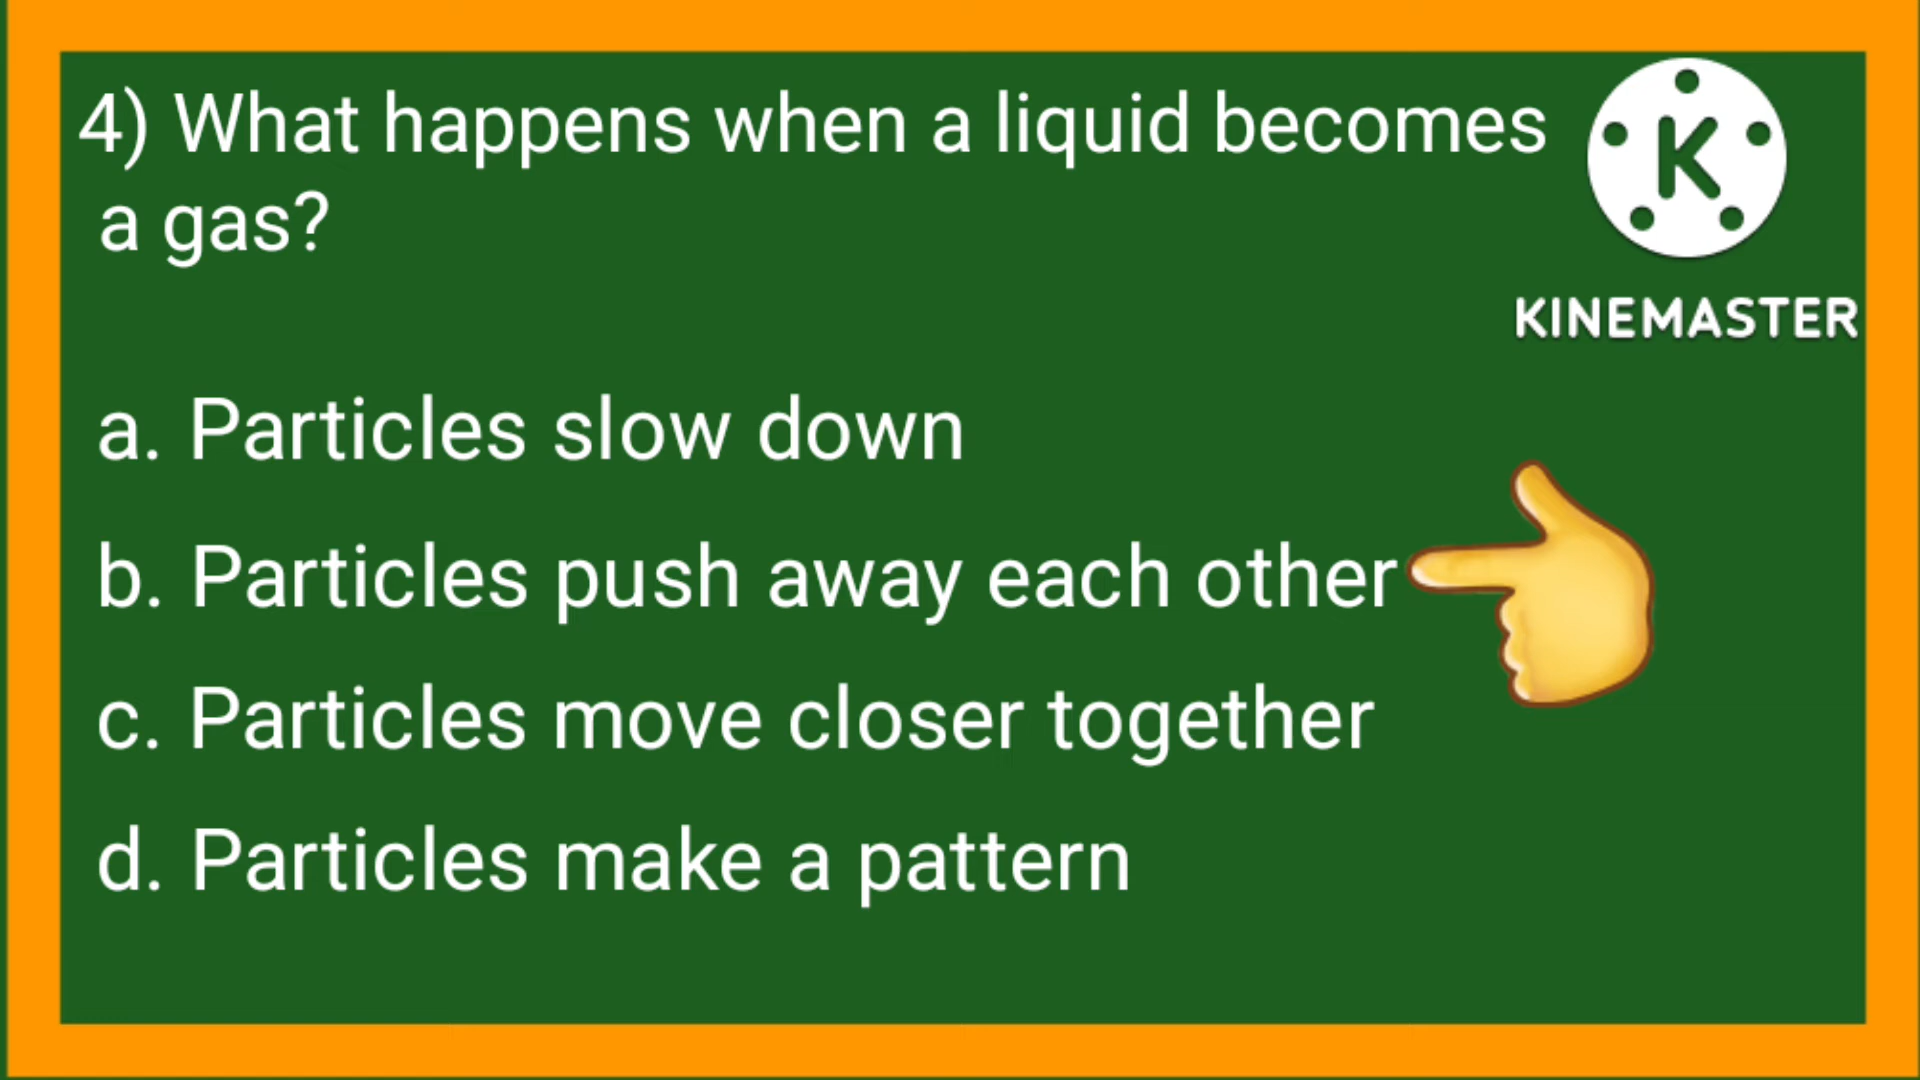 4) What happens when a liquid becomes
a gas?
K
KINEMASTER
a. Particles slow down
b. Particles push away each other
c. Particles move closer together
d. Particles make a pattern